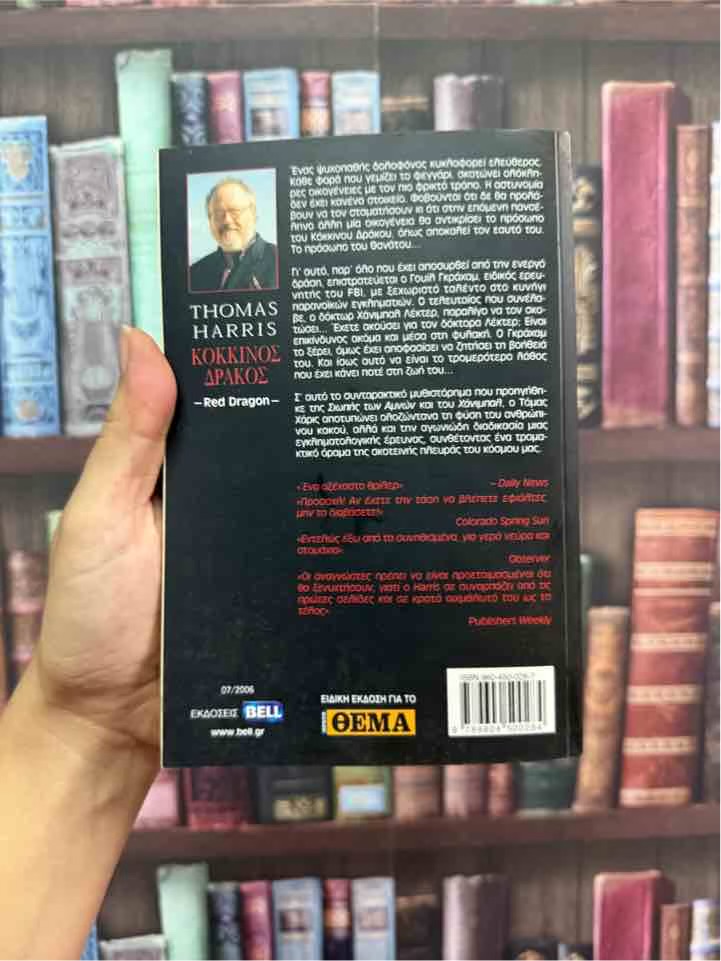 Ένας ψυχοπαθής δολοφόνος κυκλοφορεί ελεύθερος.
Κάθε φορά που γεμίζει το φεγγάρι, σκοτώνει ολόκλη-
ρες οικογένειες με τον πιο φρικτό τρόπο. Η αστυνομία
δεν έχει κανένα στοιχείο. Φοβούνται ότι δε θα προλά-
βουν να τον σταματήσουν κι ότι στην επόμενη πανσέ-
ληνο άλλη μία οικογένεια θα αντικρίσει το πρόσωπο
του Κόκκινου Δράκου, όπως αποκαλεί τον εαυτό του.
Το πρόσωπο του θανάτου...
Γι' αυτό, παρ' όλο που έχει αποσυρθεί από την ενεργό
δράση, επιστρατεύεται ο Γουίλ Γκράχαμ, ειδικός ερευ-
νητής του FBI, με ξεχωριστό ταλέντο στο κυνήγι
παρανοϊκών εγκληματιών. Ο τελευταίος που συνέλα-
βε, ο δόκτωρ Χάνιμπαλ Λέκτερ, παραλίγο να τον σκο-
τώσει... Έχετε ακούσει για τον δόκτορα Λέκτερ; Είναι
επικίνδυνος ακόμα και μέσα στη φυλακή. Ο Γκράχαμ
το ξέρει, όμως έχει αποφασίσει να ζητήσει τη βοήθειά
του. Και ίσως αυτό να είναι το τρομερότερο λάθος
που έχει κάνει ποτέ στη ζωή του...
Σ' αυτό το συνταρακτικό μυθιστόρημα που προηγήθη-
κε της Σιωπής των Αμνών και του Χάνιμπαλ, ο Τόμας
Χάρις αποτυπώνει ολοζώντανα τη φύση του ανθρώπι-
νου κακού, αλλά και την αγωνιώδη διαδικασία μιας
εγκληματολογικής έρευνας, συνθέτοντας ένα τρομα-
κτικό όραμα της σκοτεινής πλευράς του κόσμου μας.
THOMAS
HARRIS
ΚΟΚΚΙΝΟΣ
ΔΡΑΚΟΣ
– Red Dragon –
«Ένα αξέχαστο θρίλερ» – Daily News
«Προσοχή! Αν έχετε την τάση να βλέπετε εφιάλτες,
μην το διαβάσετε!»
Colorado Spring Sun
«Εντελώς έξω από τα συνηθισμένα, για γερά νεύρα και
στομάχια»
Observer
«Οι αναγνώστες πρέπει να είναι προετοιμασμένοι ότι
θα ξενυχτήσουν, γιατί ο Harris σε συναρπάζει από τις
πρώτες σελίδες και σε κρατά αιχμάλωτό του ως το
τέλος»
Publishers Weekly
07/2006
ΕΚΔΟΣΕΙΣ BELL
www.bell.gr
ΕΙΔΙΚΗ ΕΚΔΟΣΗ ΓΙΑ ΤΟ
ΘΕΜΑ